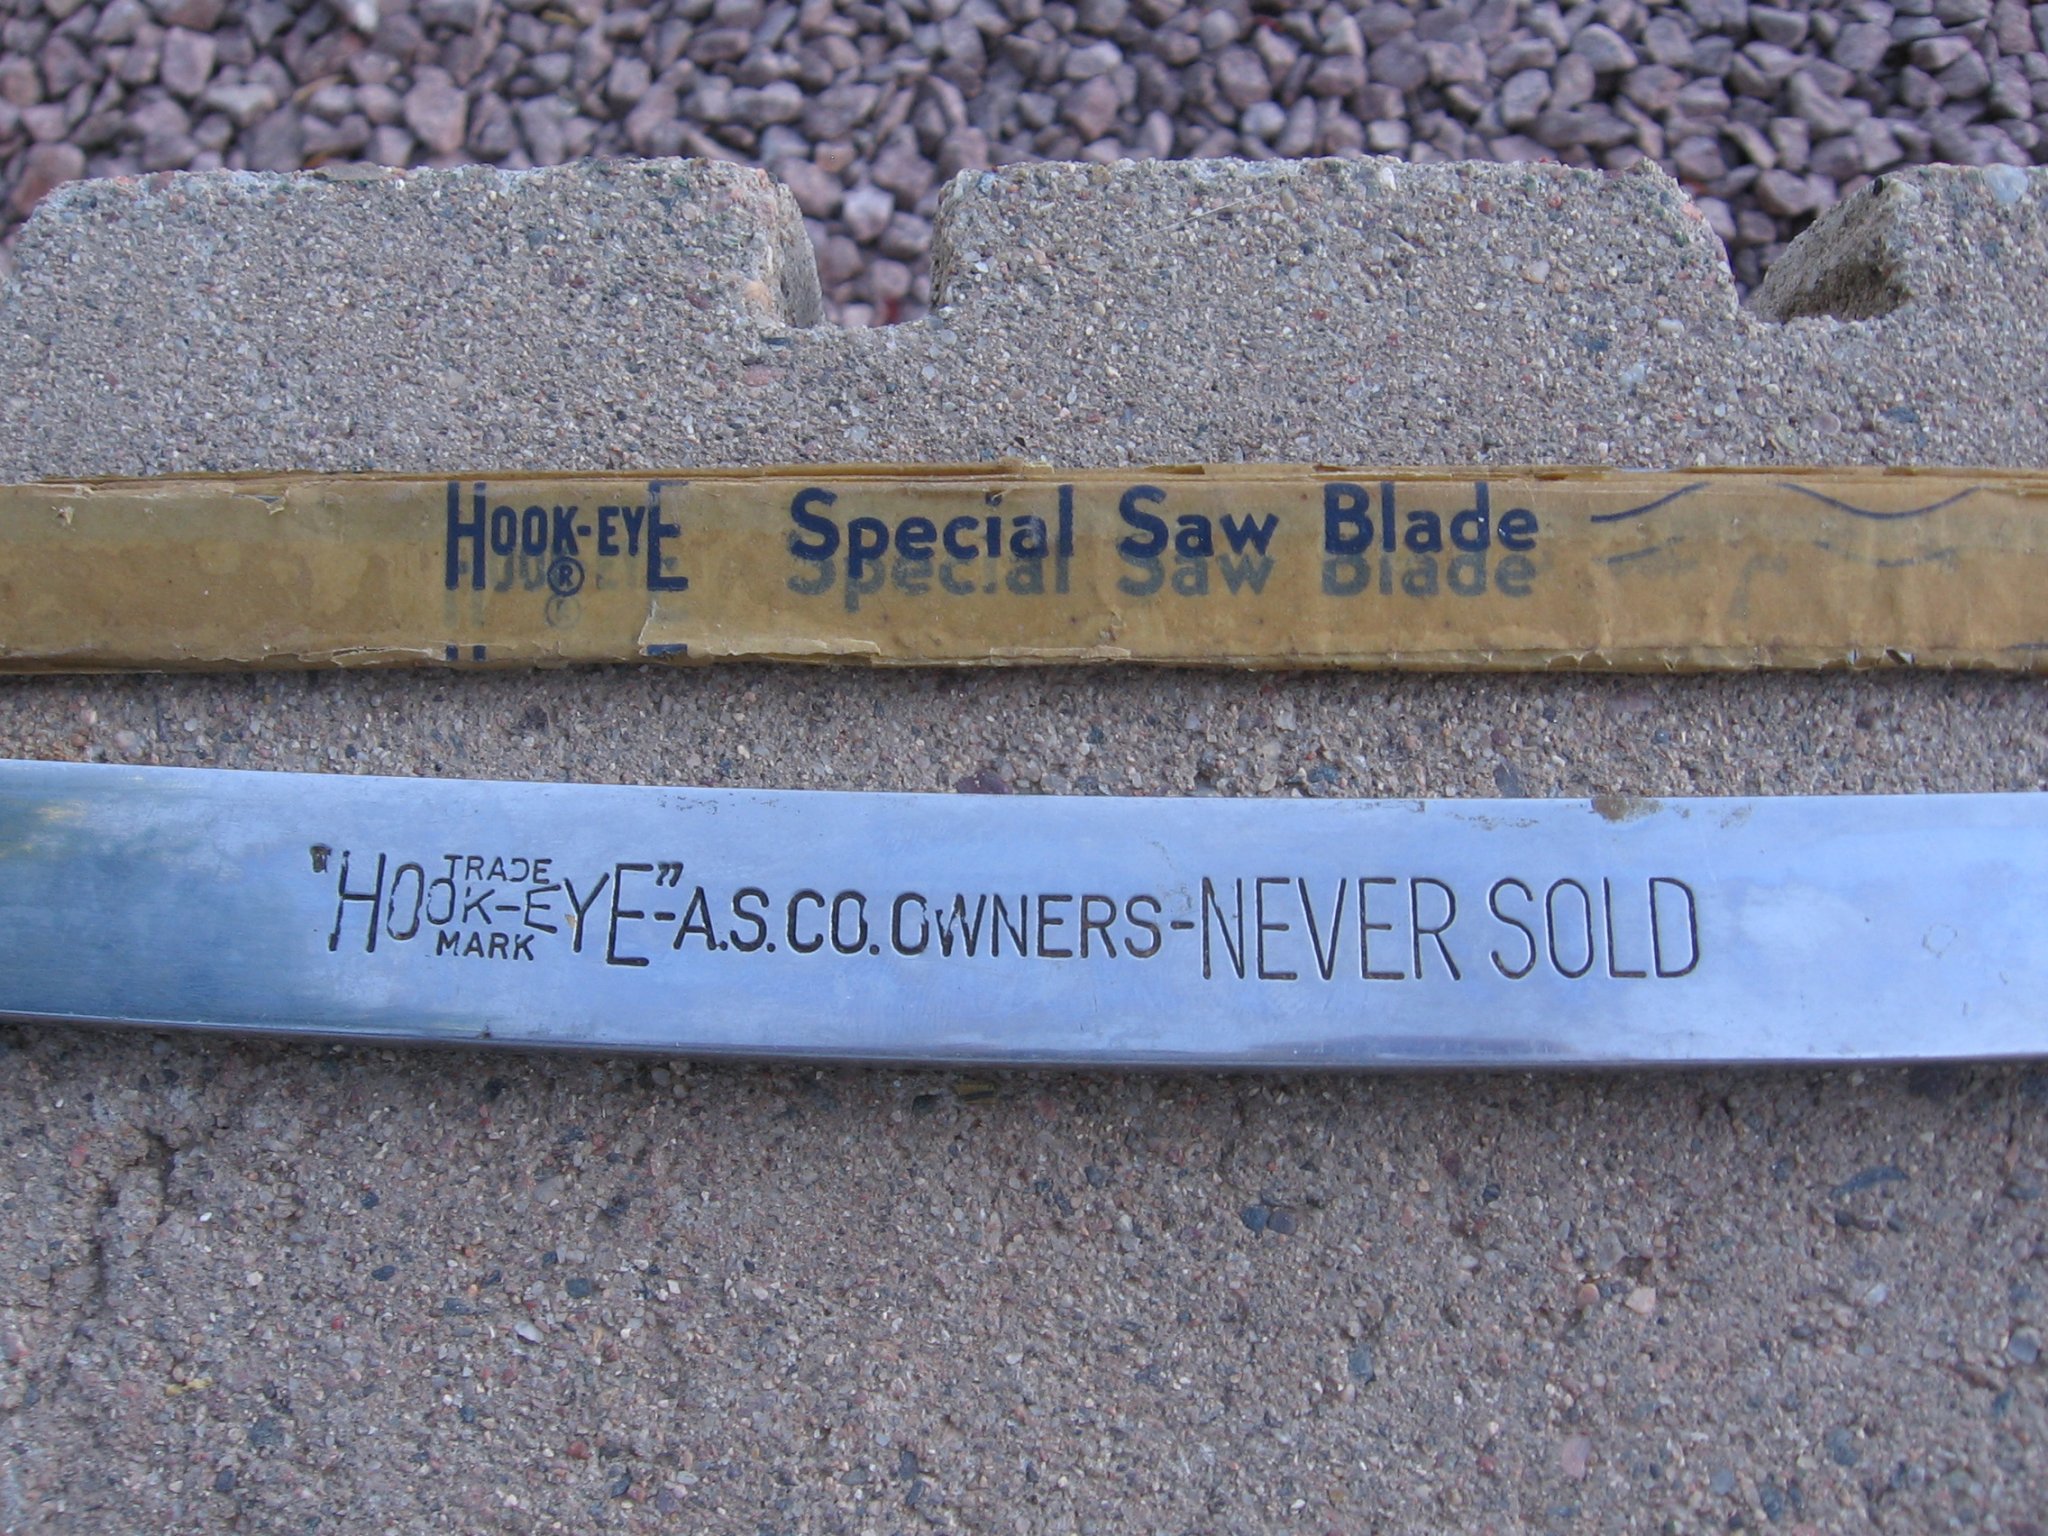 HOOK-EYE ® Special Saw Blade
"HOOK-EYE"-A.S.CO. OWNERS-NEVER SOLD
TRADE
MARK